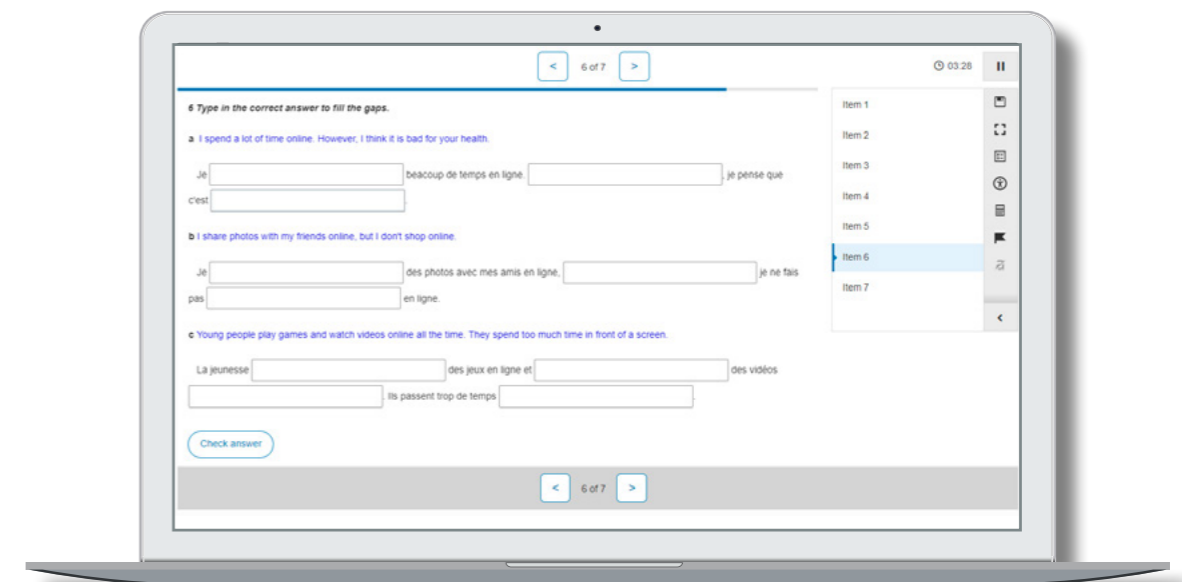 < 6 of 7 > 03:28
6 Type in the correct answer to fill the gaps.
a I spend a lot of time online. However, I think it is bad for your health.
Je beacoup de temps en ligne. , je pense que
c'est .
b I share photos with my friends online, but I don't shop online.
Je des photos avec mes amis en ligne, je ne fais
pas en ligne.
c Young people play games and watch videos online all the time. They spend too much time in front of a screen.
La jeunesse des jeux en ligne et des vidéos
. Ils passent trop de temps .
Check answer
< 6 of 7 >
Item 1
Item 2
Item 3
Item 4
Item 5
Item 6
Item 7